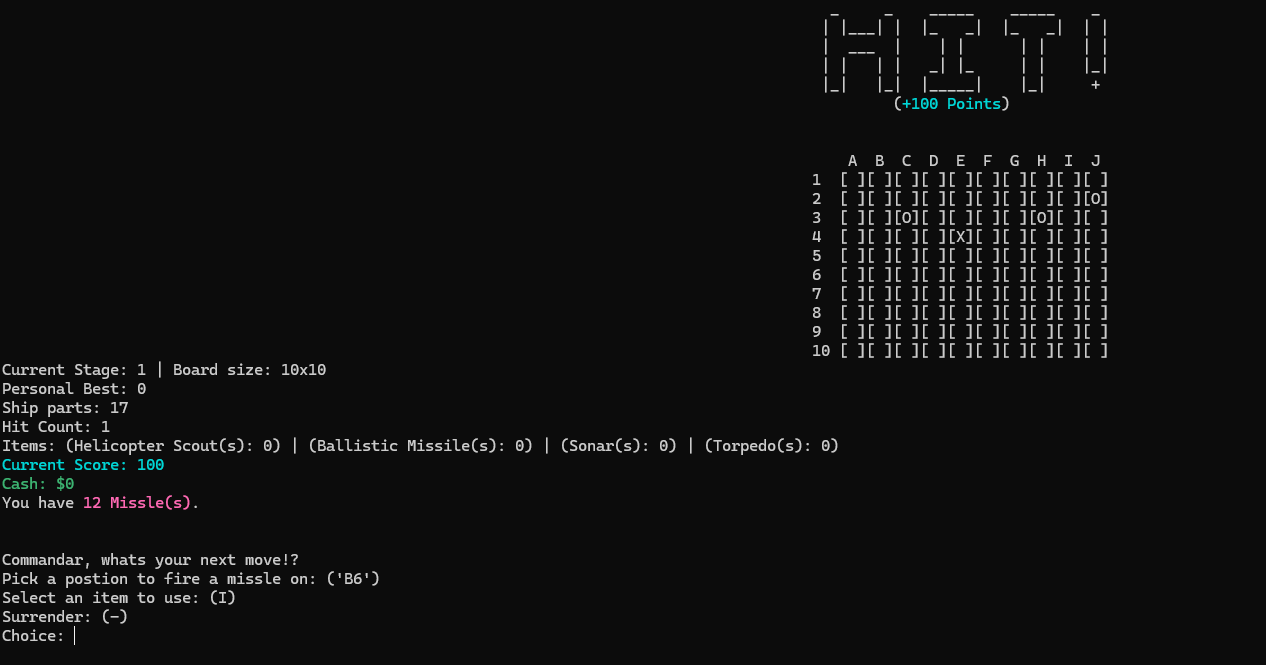 HIT!
(+100 Points)
A B C D E F G H I J
1 [ ][ ][ ][ ][ ][ ][ ][ ][ ][ ]
2 [ ][ ][ ][ ][ ][ ][ ][ ][ ][O]
3 [ ][ ][O][ ][ ][ ][ ][O][ ][ ]
4 [ ][ ][ ][ ][X][ ][ ][ ][ ][ ]
5 [ ][ ][ ][ ][ ][ ][ ][ ][ ][ ]
6 [ ][ ][ ][ ][ ][ ][ ][ ][ ][ ]
7 [ ][ ][ ][ ][ ][ ][ ][ ][ ][ ]
8 [ ][ ][ ][ ][ ][ ][ ][ ][ ][ ]
9 [ ][ ][ ][ ][ ][ ][ ][ ][ ][ ]
10 [ ][ ][ ][ ][ ][ ][ ][ ][ ][ ]
Current Stage: 1 | Board size: 10x10
Personal Best: 0
Ship parts: 17
Hit Count: 1
Items: (Helicopter Scout(s): 0) | (Ballistic Missile(s): 0) | (Sonar(s): 0) | (Torpedo(s): 0)
Current Score: 100
Cash: $0
You have 12 Missle(s).
Commandar, whats your next move!?
Pick a postion to fire a missle on: ('B6')
Select an item to use: (I)
Surrender: (-)
Choice: